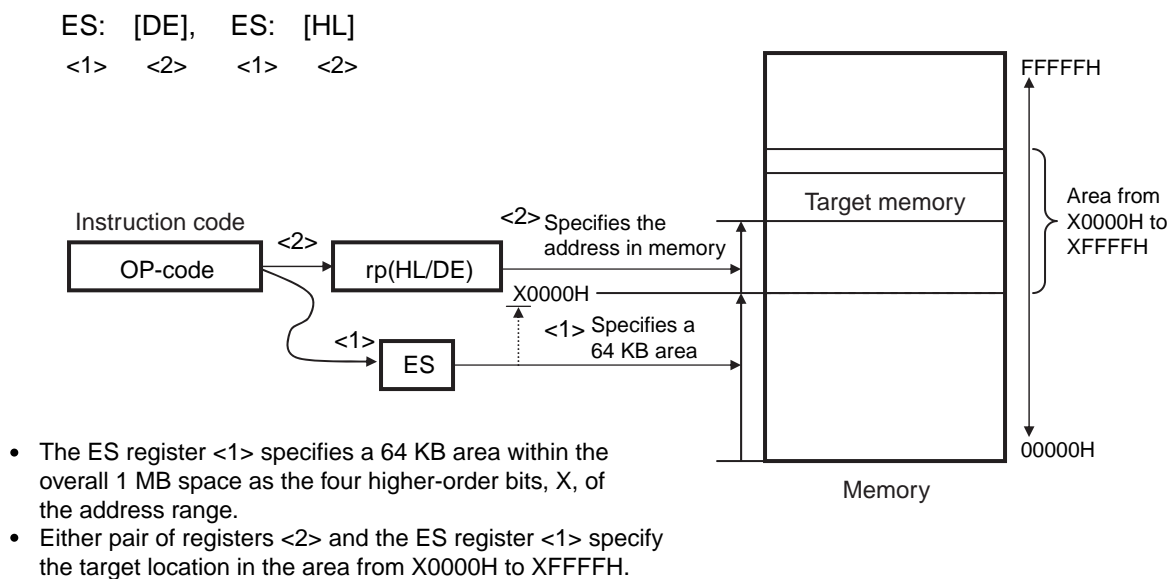 ES: [DE], ES: [HL]
<1> <2> <1> <2>
FFFFFH
Target memory
Area from
X0000H to
XFFFFH
Instruction code
OP-code
<2>
rp(HL/DE)
<2> Specifies the
address in memory
X0000H
<1>
ES
<1> Specifies a
64 KB area
00000H
Memory
• The ES register <1> specifies a 64 KB area within the
overall 1 MB space as the four higher-order bits, X, of
the address range.
• Either pair of registers <2> and the ES register <1> specify
the target location in the area from X0000H to XFFFFH.